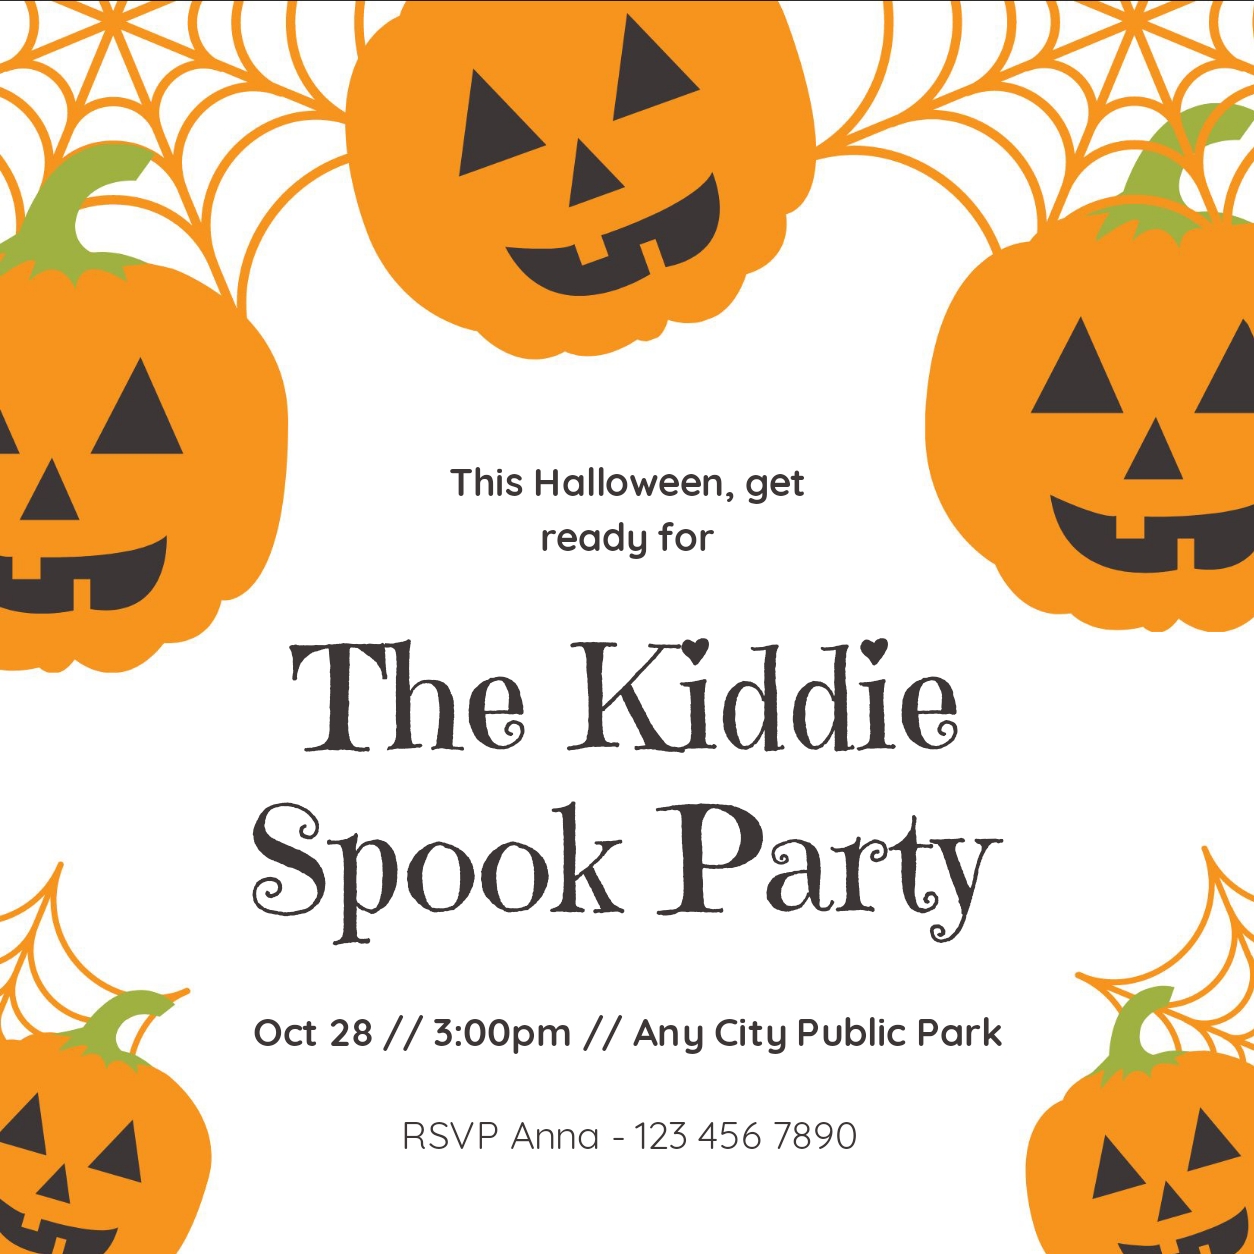 This Halloween, get
ready for
The Kiddie
Spook Party
Oct 28 // 3:00pm // Any City Public Park
RSVP Anna - 123 456 7890